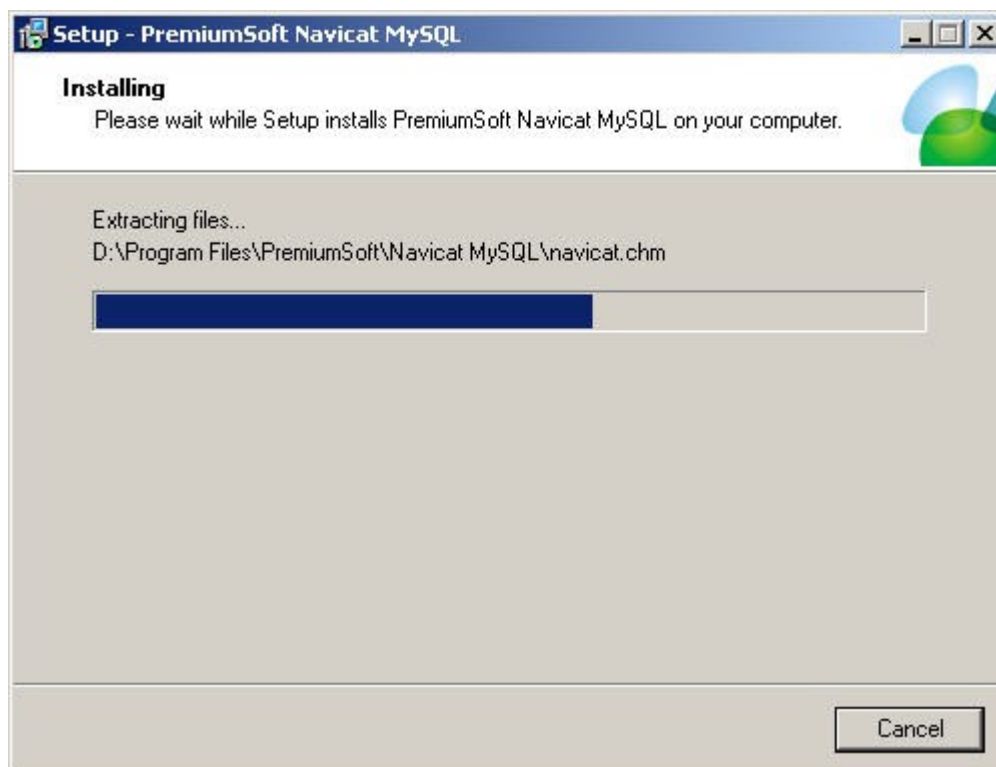 Setup - PremiumSoft Navicat MySQL
Installing
Please wait while Setup installs PremiumSoft Navicat MySQL on your computer.
Extracting files...
D:\Program Files\PremiumSoft\Navicat MySQL\navicat.chm
Cancel